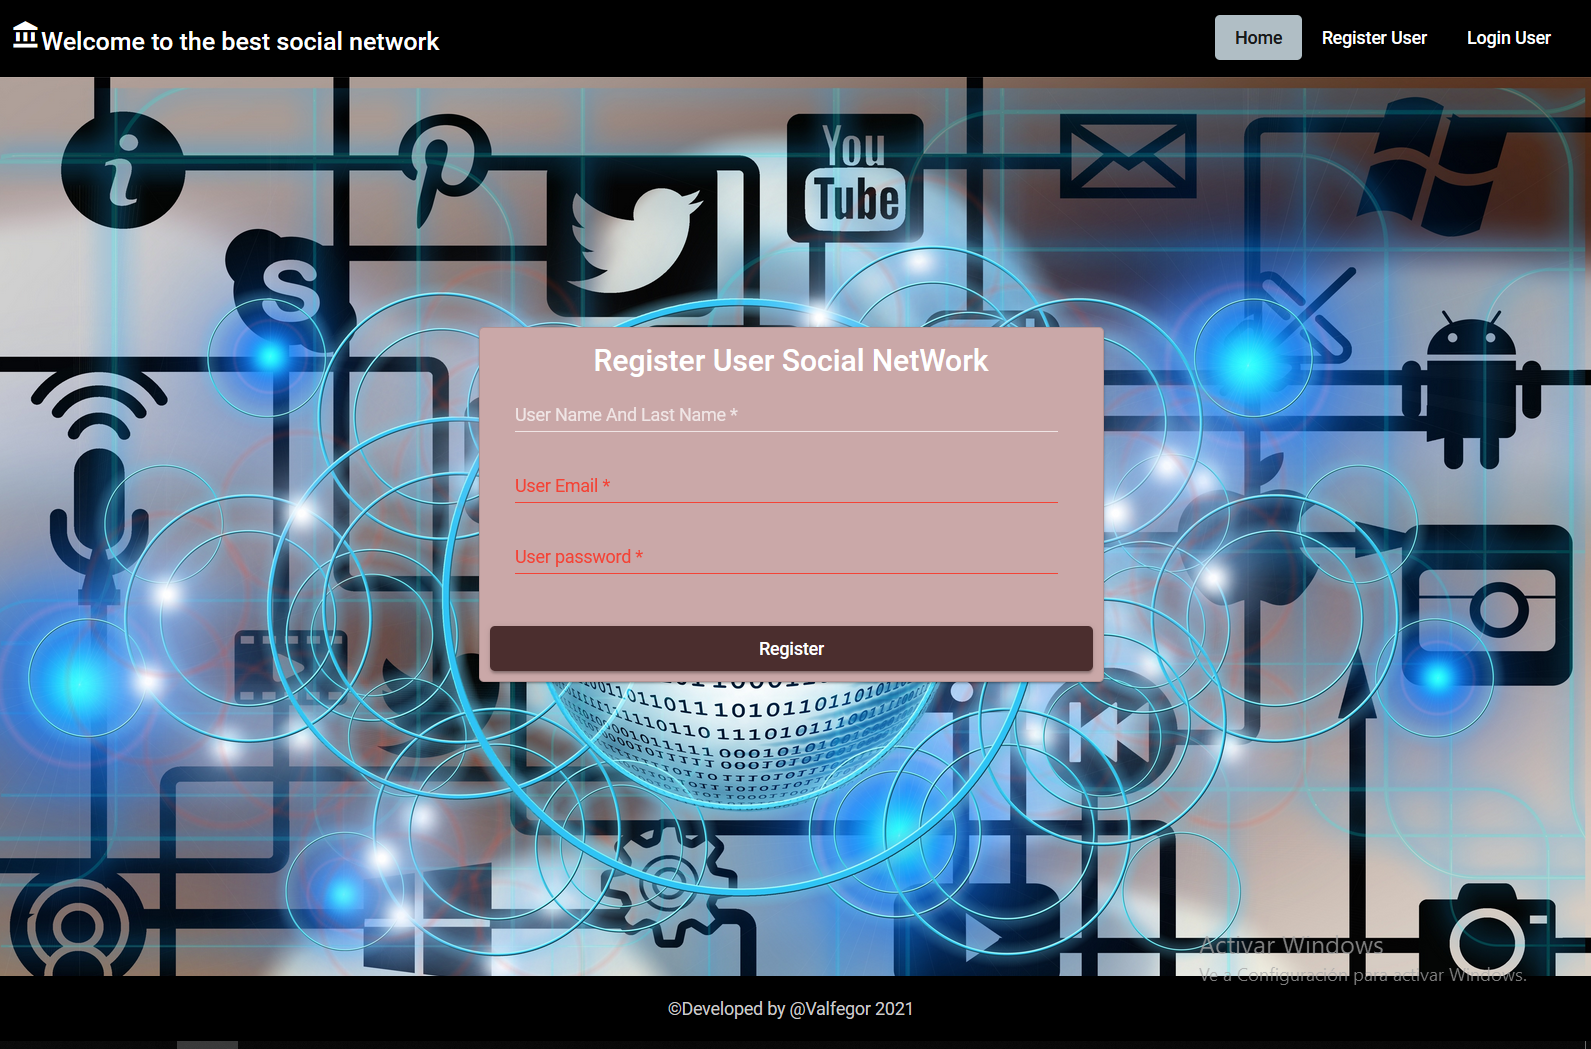 Welcome to the best social network
Home
Register User
Login User
i
You
Tube
S
Register User Social NetWork
User Name And Last Name *
User Email *
User password *
Register
Activar Windows
Ve a Configuración para activar Windows.
©Developed by @Valfegor 2021